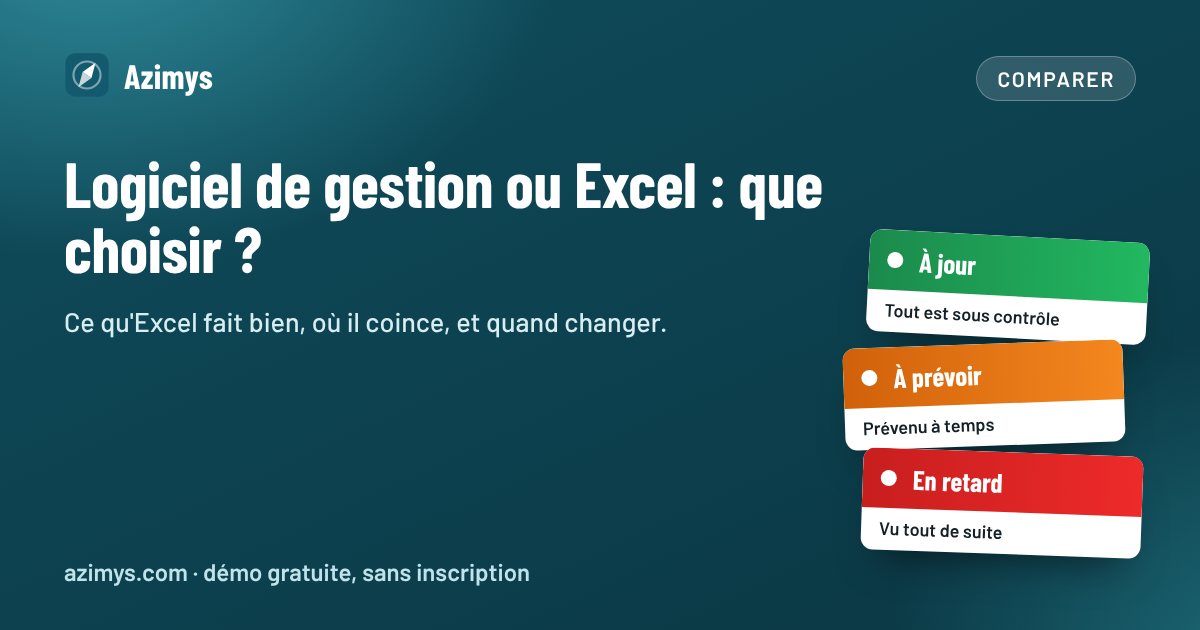 Azimys
COMPARER
Logiciel de gestion ou Excel : que
choisir ?
Ce qu'Excel fait bien, où il coince, et quand changer.
À jour
Tout est sous contrôle
À prévoir
Prévenu à temps
En retard
Vu tout de suite
azimys.com · démo gratuite, sans inscription